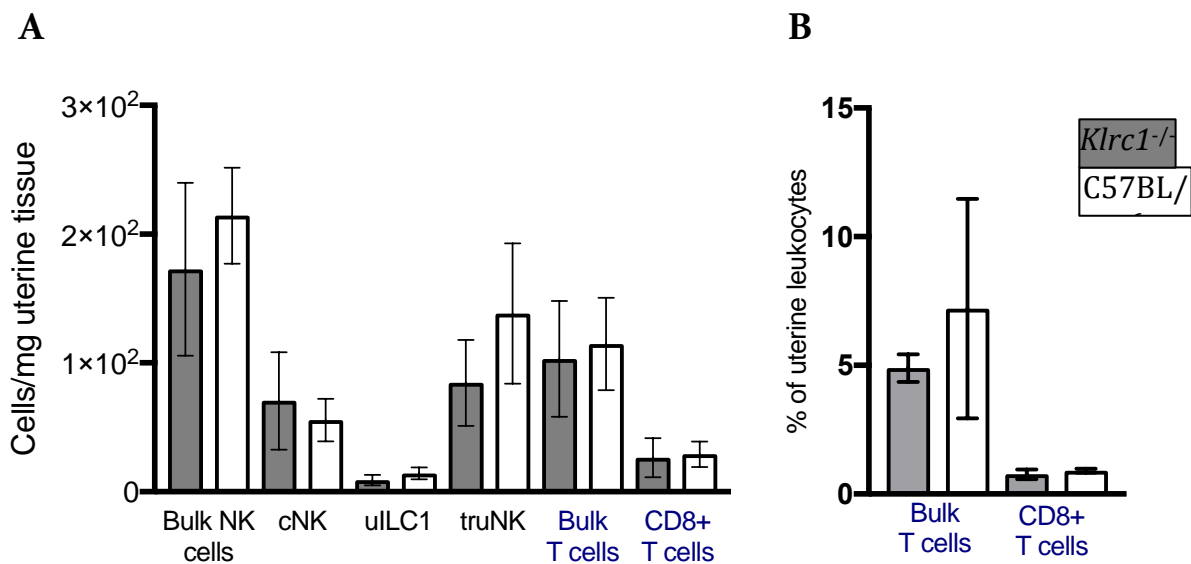 A
B
Cells/mg uterine tissue
3×10²
2×10²
1×10²
0
Bulk NK
cells
cNK
uILC1
truNK
Bulk
T cells
CD8+
T cells
% of uterine leukocytes
15
10
5
0
Bulk
T cells
CD8+
T cells
Klrc1-/-
C57BL/